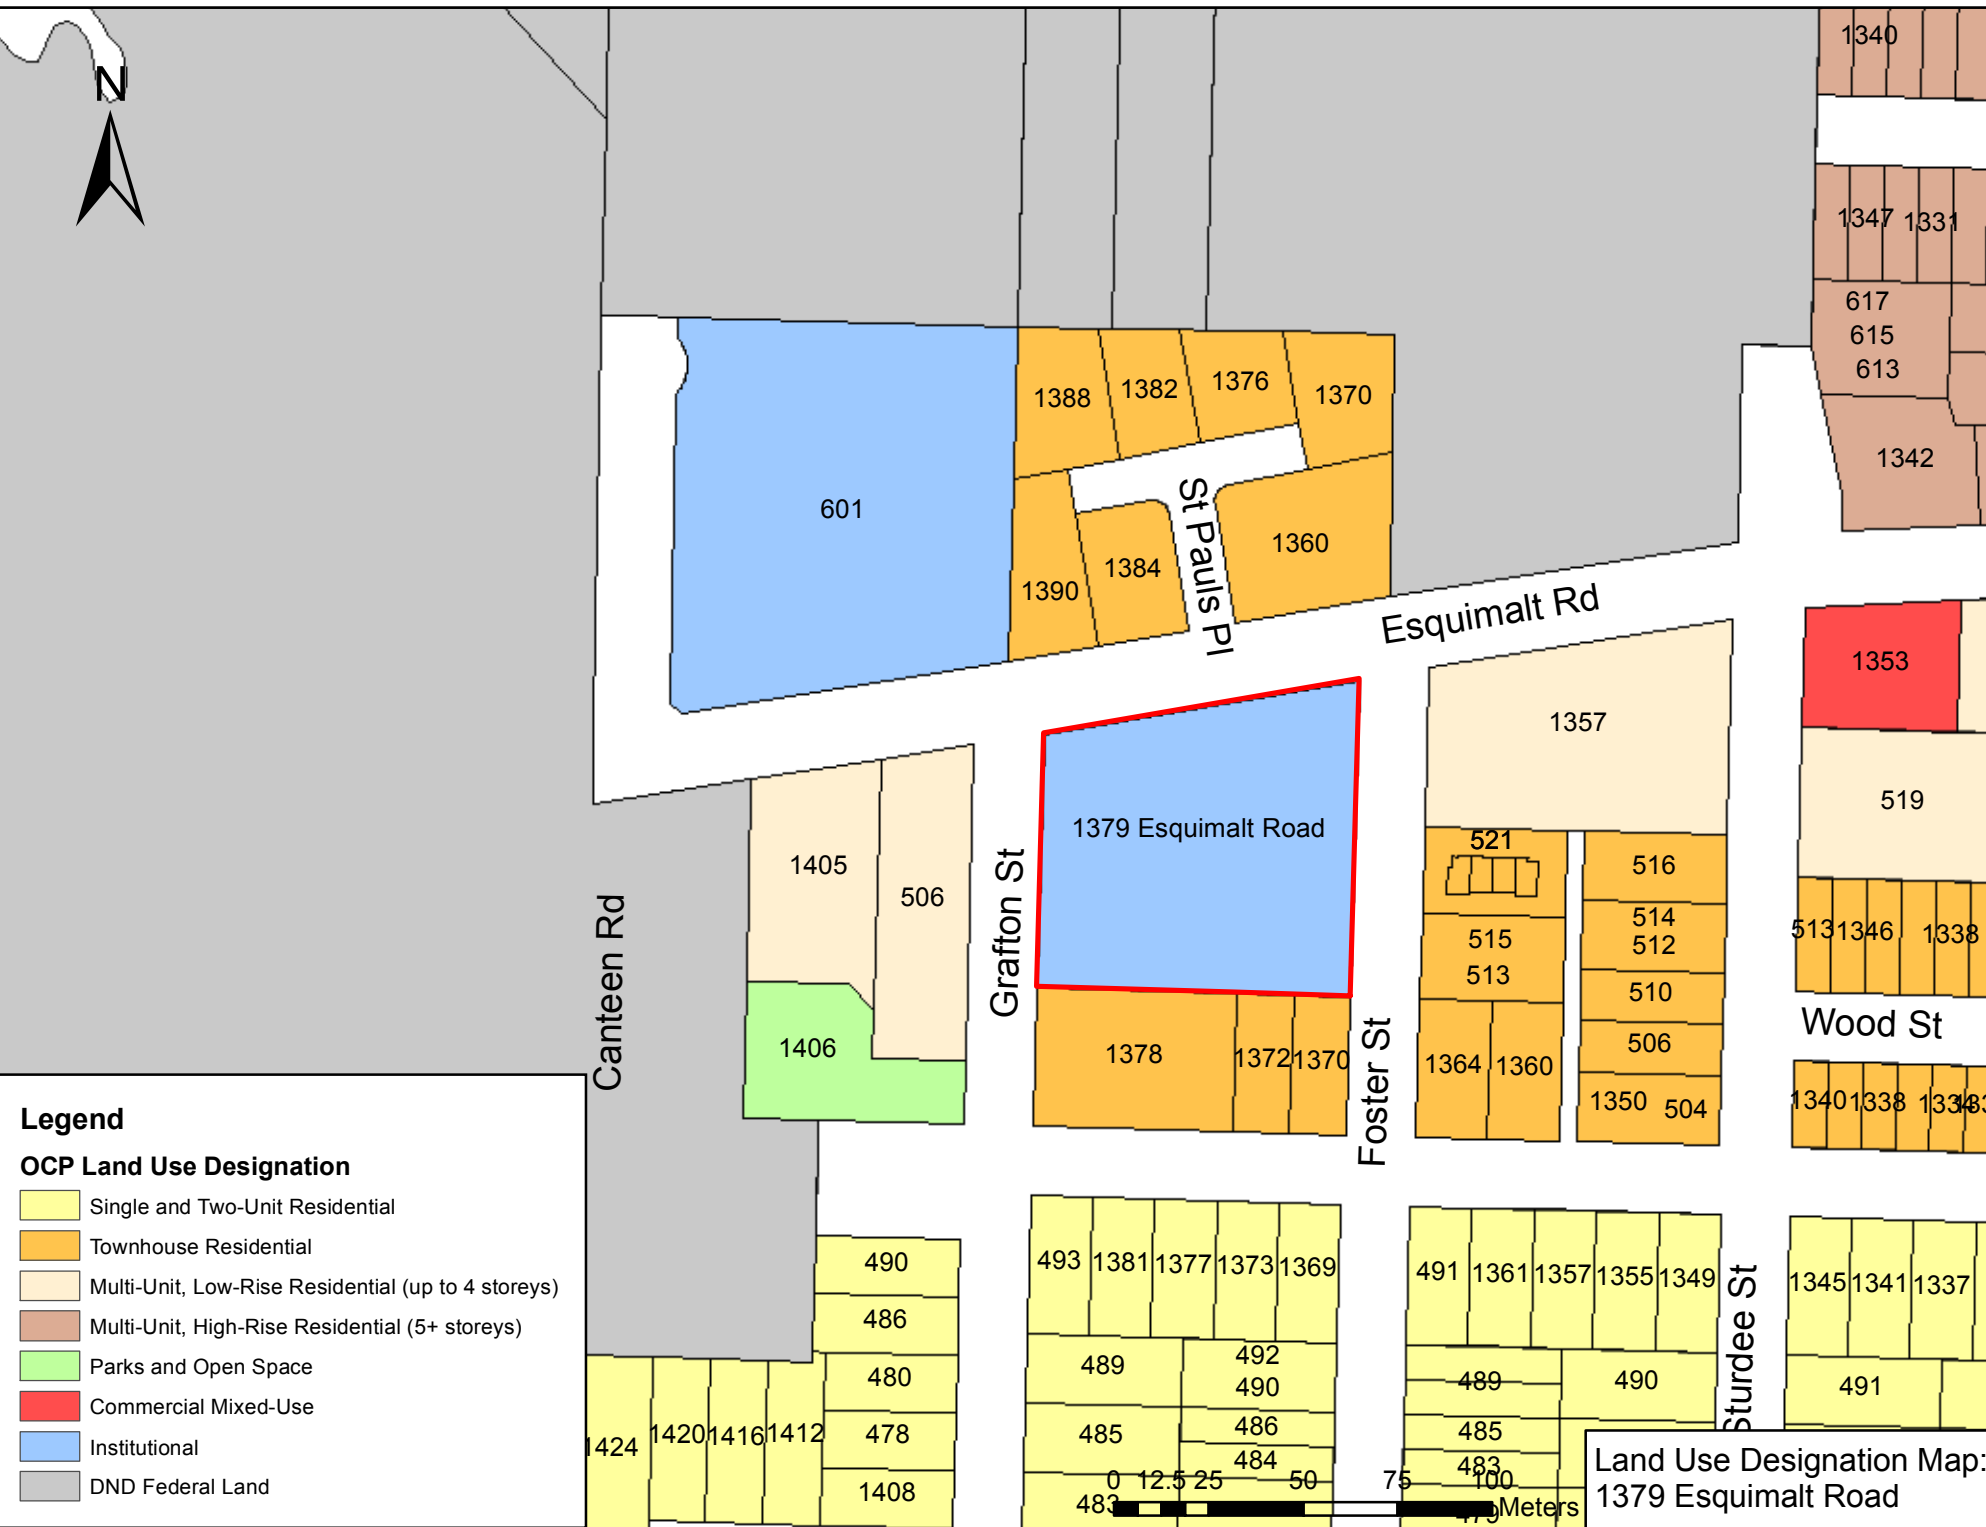 N
1340
1347 1331
617
615
613
1342
1388
1382
1376
1370
601
1390
1384
1360
St Pauls Pl
Esquimalt Rd
1353
1357
519
1379 Esquimalt Road
1405
506
Grafton St
Canteen Rd
1406
521
516
515
513
514
512
510
506
1350 504
1364 1360
513 1346 1338
Wood St
1378
1372 1370
Foster St
1340 1338
493 1381 1377 1373 1369
491 1361 1357 1355 1349
1345 1341 1337
Sturdee St
490
486
480
478
1408
1424 1420 1416 1412
489
492
490
485
486
484
483
489
490
485
483
479
491
Legend
OCP Land Use Designation
Single and Two-Unit Residential
Townhouse Residential
Multi-Unit, Low-Rise Residential (up to 4 storeys)
Multi-Unit, High-Rise Residential (5+ storeys)
Parks and Open Space
Commercial Mixed-Use
Institutional
DND Federal Land
0 12.5 25 50 75 100
Meters
Land Use Designation Map:
1379 Esquimalt Road